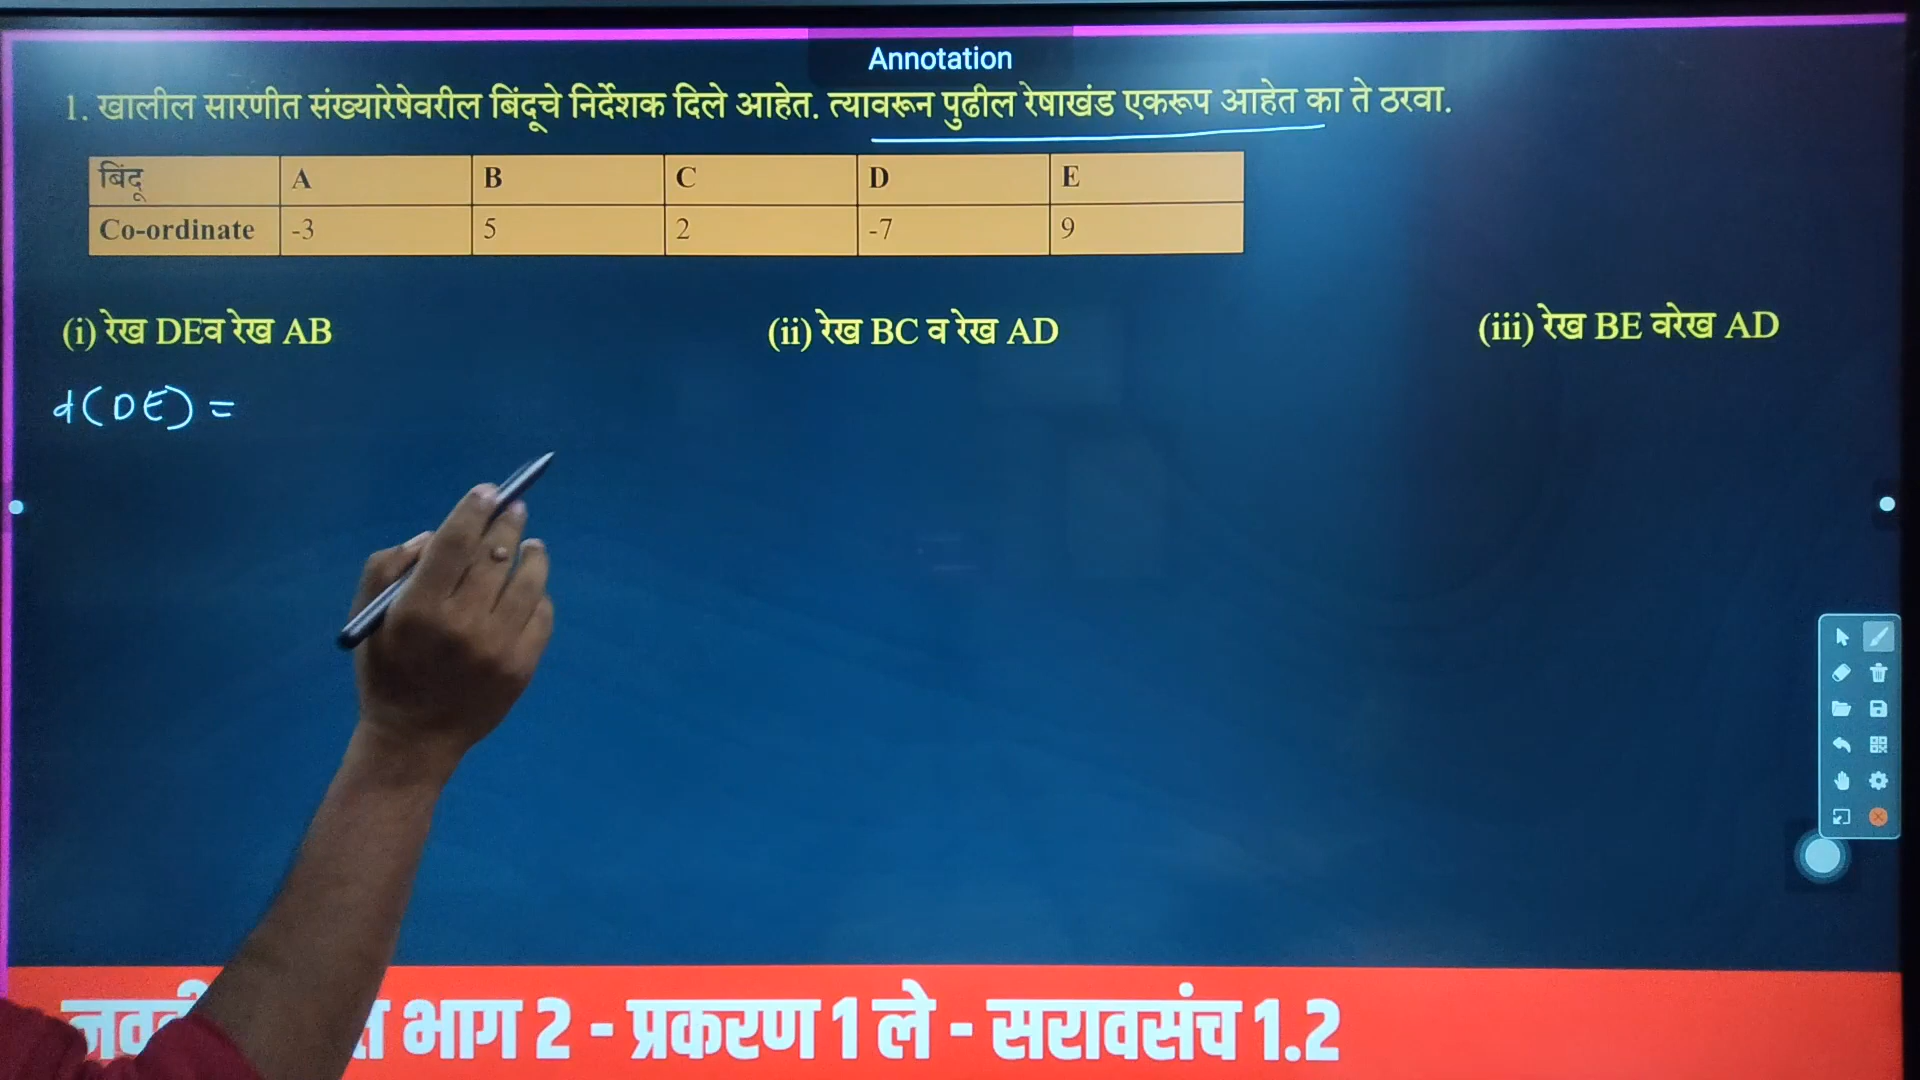 Annotation
1. खालील सारणीत संख्यारेषेवरील बिंदूचे निर्देशक दिले आहेत. त्यावरून पुढील रेषाखंड एकरूप आहेत का ते ठरवा.
बिंदू A B C D E
Co-ordinate -3 5 2 -7 9
(i) रेख DEव रेख AB (ii) रेख BC व रेख AD (iii) रेख BE वरेख AD
d(DE) =
भाग 2 - प्रकरण 1 ले - सरावसंच 1.2